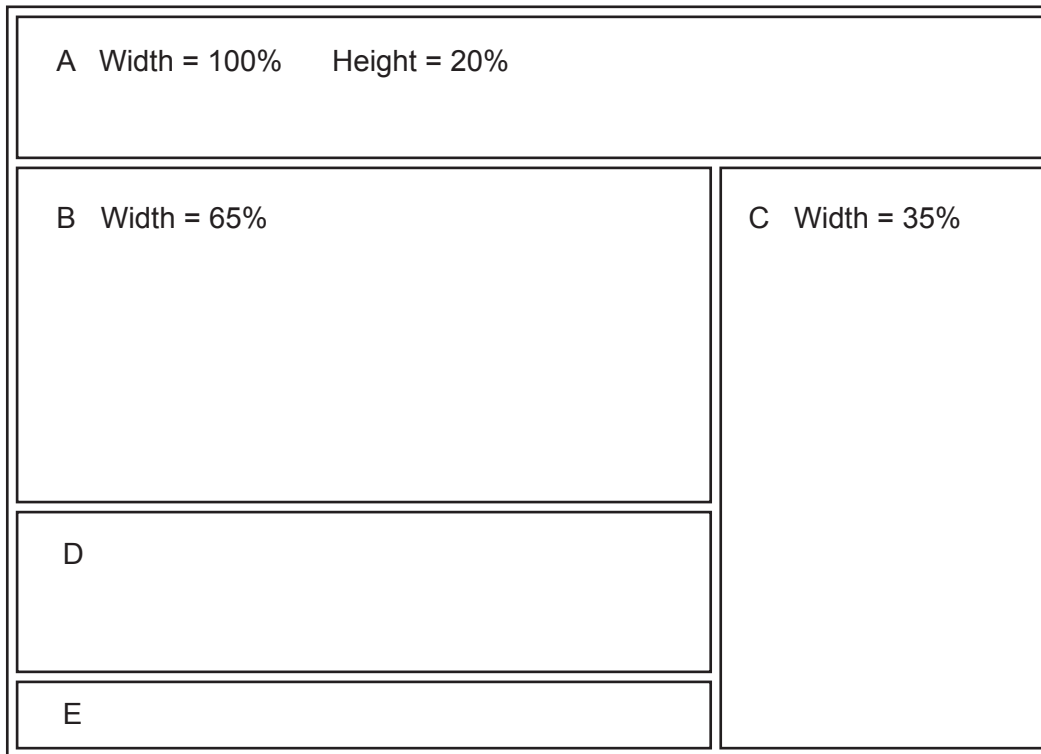 A Width = 100% Height = 20%
B Width = 65%
C Width = 35%
D
E